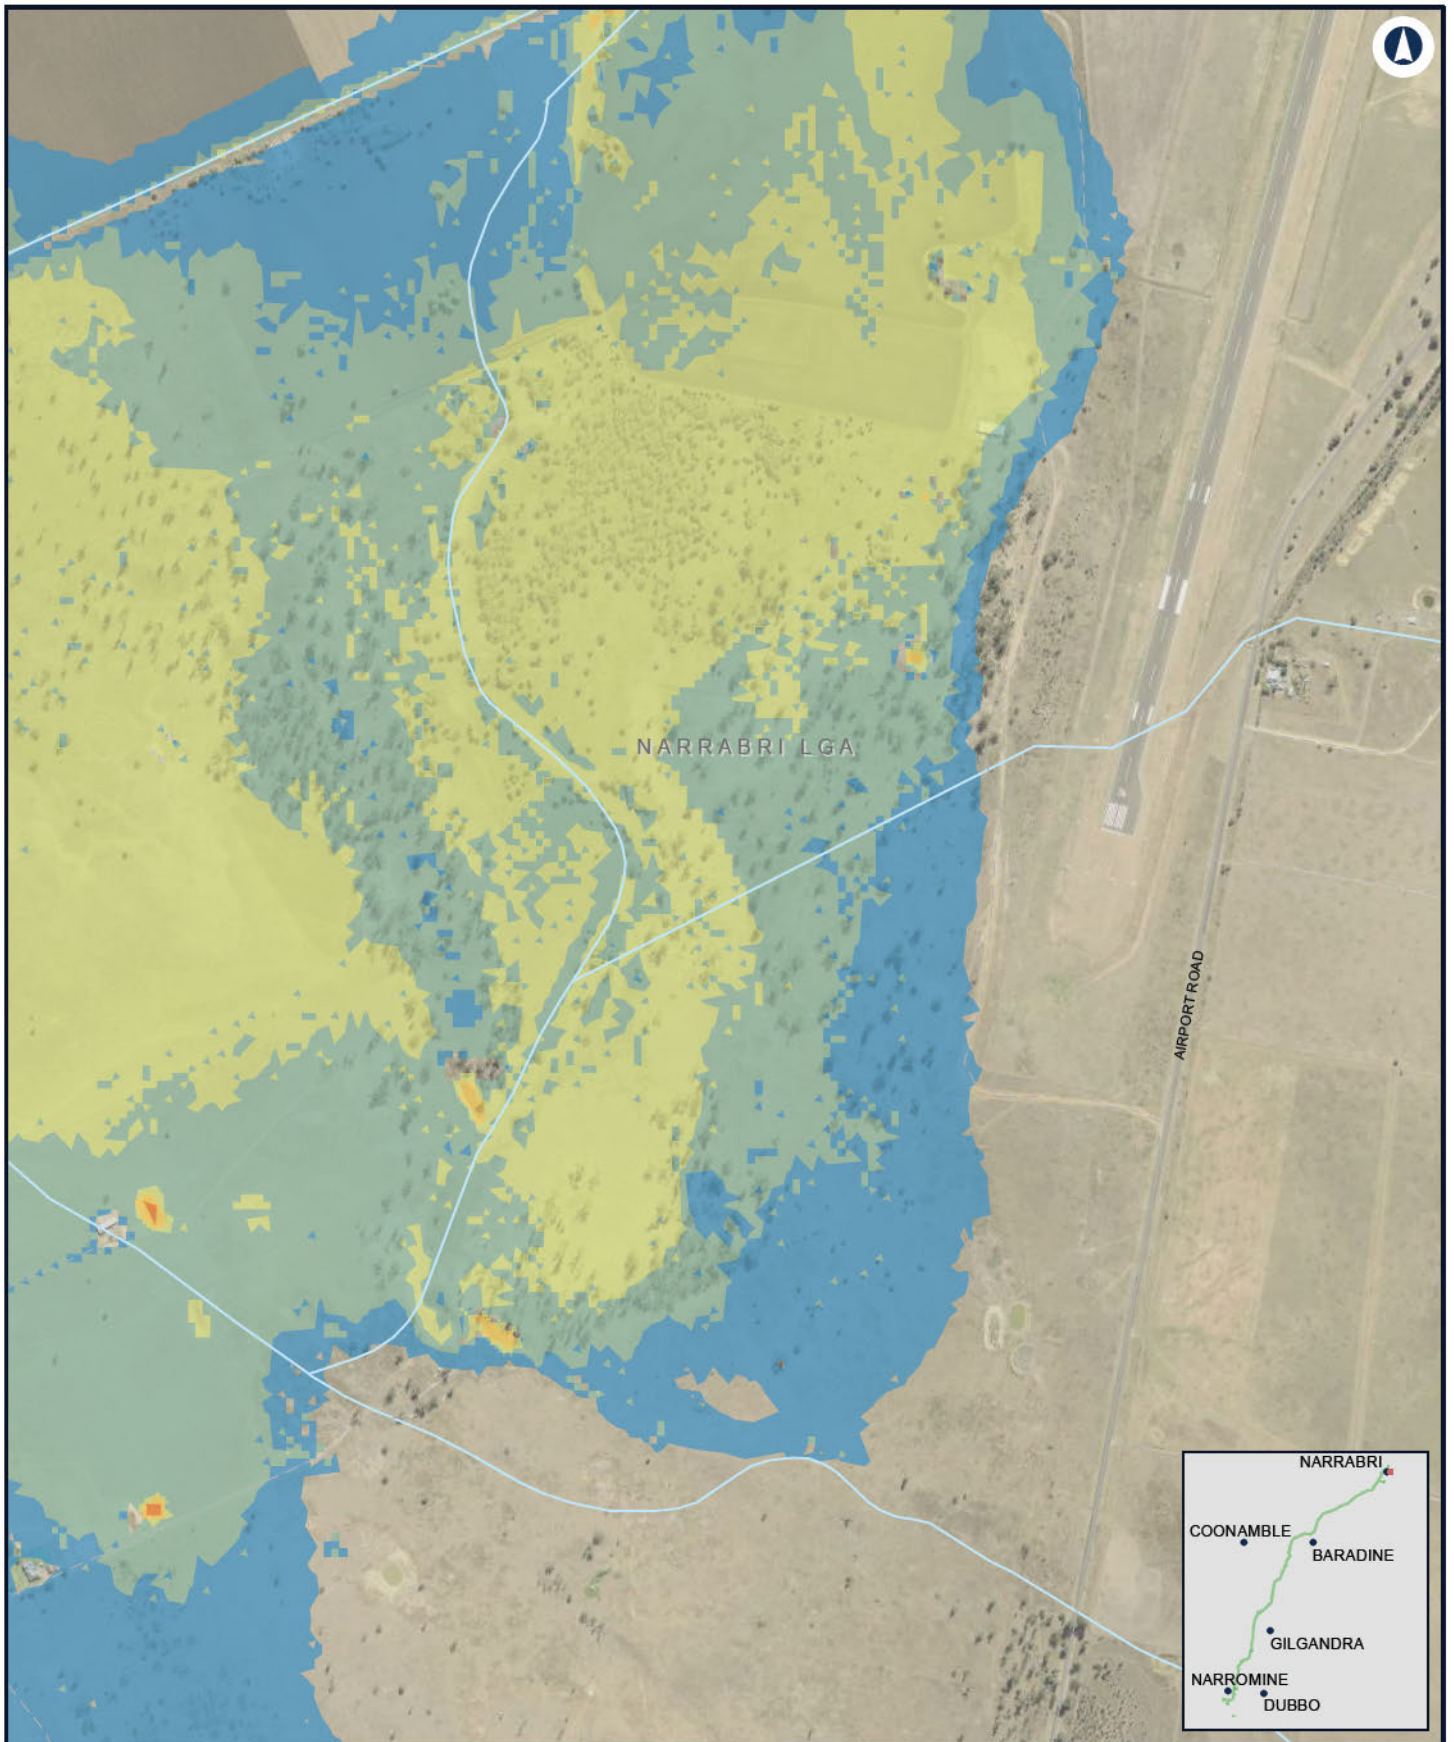 NARRABRI LGA
AIRPORT ROAD
NARRABRI
COONAMBLE
BARADINE
GILGANDRA
NARROMINE
DUBBO